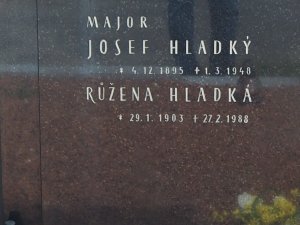 MAJOR
JOSEF HLADKÝ
* 4.12.1895 † 1.3.1948
RŮŽENA HLADKÁ
* 29.1.1903 † 27.2.1988